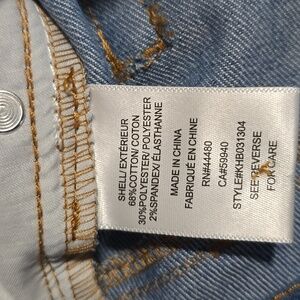 SHELL/ EXTÉRIEUR
68%COTTON/ COTON
30%POLYESTER/ POLYESTER
2%SPANDEX/ ÉLASTHANNE
MADE IN CHINA
FABRIQUÉ EN CHINE
RN#44480
CA#59940
STYLE#KHB031304
SEE REVERSE
FOR CARE